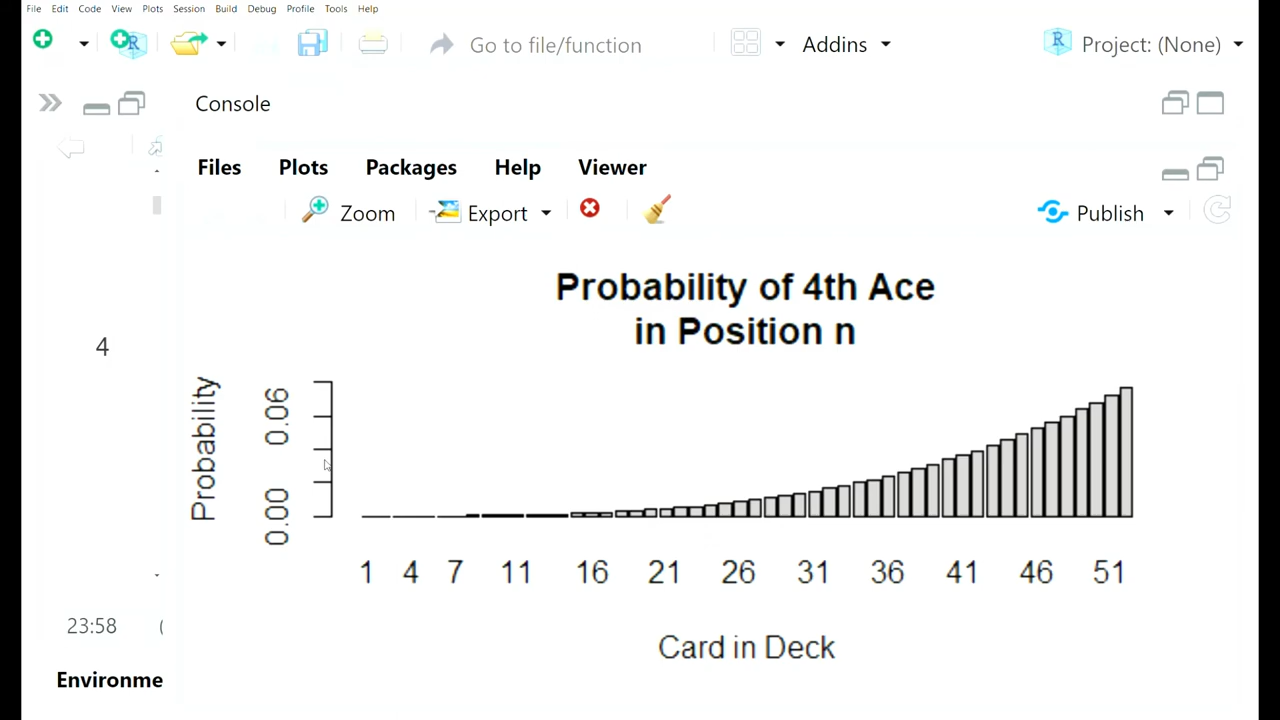 File Edit Code View Plots Session Build Debug Profile Tools Help
Go to file/function Addins Project: (None)
Console
Files Plots Packages Help Viewer
Zoom Export Publish
Probability of 4th Ace
in Position n
Probability
0.00 0.06
1 4 7 11 16 21 26 31 36 41 46 51
Card in Deck
4
23:58 (
Environme